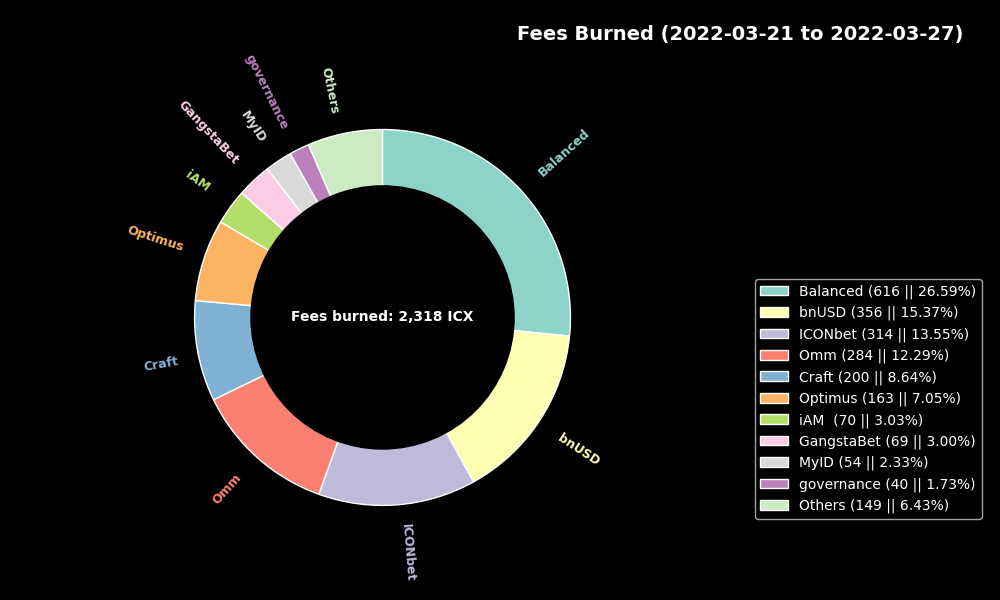 Fees Burned (2022-03-21 to 2022-03-27)
Others
governance
MyID
GangstaBet
iAM
Optimus
Craft
Omm
ICONbet
bnUSD
Balanced
Fees burned: 2,318 ICX
Balanced (616 || 26.59%)
bnUSD (356 || 15.37%)
ICONbet (314 || 13.55%)
Omm (284 || 12.29%)
Craft (200 || 8.64%)
Optimus (163 || 7.05%)
iAM  (70 || 3.03%)
GangstaBet (69 || 3.00%)
MyID (54 || 2.33%)
governance (40 || 1.73%)
Others (149 || 6.43%)